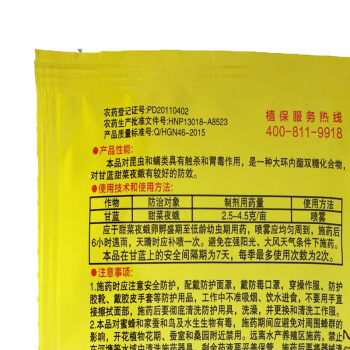 农药登记证号:PD20110402
农药生产批准文件号:HNP13018-A8523
产品质量标准号:Q/HGN46-2015
植保服务热线
400-811-9918
产品性能:
本品对昆虫和螨类具有触杀和胃毒作用,是一种大环内酯双糖化合物,
对甘蓝甜菜夜蛾有较好的防效。
使用技术和使用方法:
作物 防治对象 制剂用药量 使用方法
甘蓝 甜菜夜蛾 2.5-4.5克/亩 喷雾
应于甜菜夜蛾卵孵盛期至低龄幼虫期用药,喷雾应均匀周到,施药后
6小时遇雨,天晴时应补喷一次。避免在强阳光、大风天气条件下施药。
本品在甘蓝上的安全间隔期为7天,每季最多使用次数为2次。
注意事项:
1.施药时应注意安全防护,配戴防护面罩,戴防毒口罩,穿操作服、防护
胶靴、戴胶皮手套等防护用品,工作中不准吸烟、饮水进食,不要用手直
接擦拭面部。施药后要彻底清洗防护用具,洗澡,并更换和清洗工作服。
2.本品对蜜蜂和家蚕和鸟及水生生物有毒,施药期间应避免对周围蜂群的
影响,开花植物花期、蚕室和桑园附近禁用。远离水产养殖区施药,禁